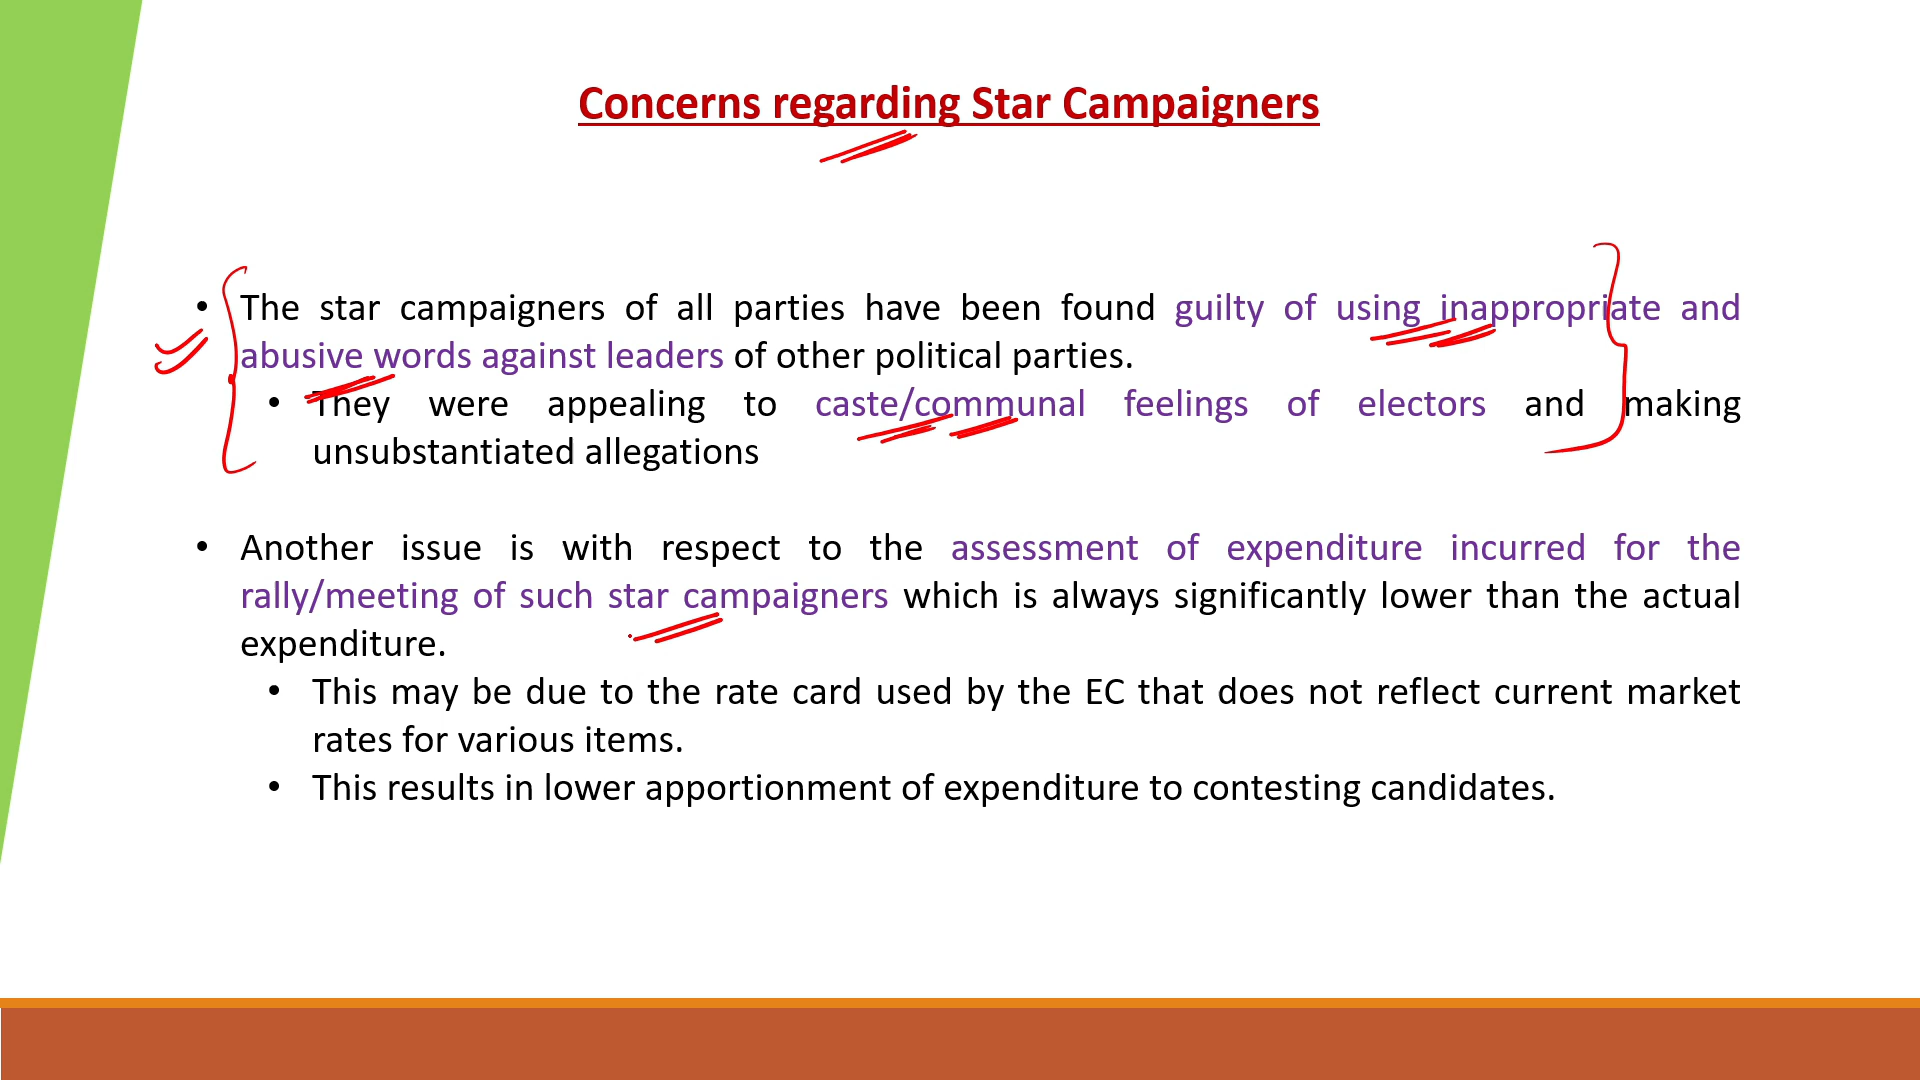 Concerns regarding Star Campaigners
• The star campaigners of all parties have been found guilty of using inappropriate and
abusive words against leaders of other political parties.
• They were appealing to caste/communal feelings of electors and making
unsubstantiated allegations
• Another issue is with respect to the assessment of expenditure incurred for the
rally/meeting of such star campaigners which is always significantly lower than the actual
expenditure.
• This may be due to the rate card used by the EC that does not reflect current market
rates for various items.
• This results in lower apportionment of expenditure to contesting candidates.